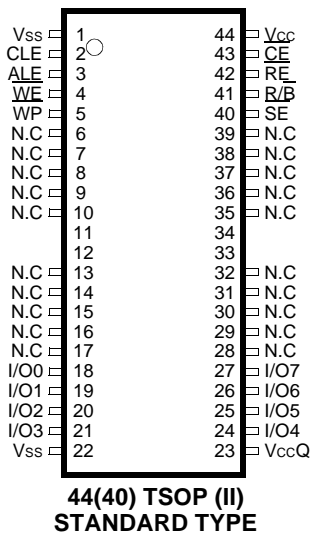 Vss 1 44 Vcc
CLE 2 43 CE
ALE 3 42 RE
WE 4 41 R/B
WP 5 40 SE
N.C 6 39 N.C
N.C 7 38 N.C
N.C 8 37 N.C
N.C 9 36 N.C
N.C 10 35 N.C
11 34
12 33
N.C 13 32 N.C
N.C 14 31 N.C
N.C 15 30 N.C
N.C 16 29 N.C
N.C 17 28 N.C
I/O0 18 27 I/O7
I/O1 19 26 I/O6
I/O2 20 25 I/O5
I/O3 21 24 I/O4
Vss 22 23 VccQ
44(40) TSOP (II)
STANDARD TYPE